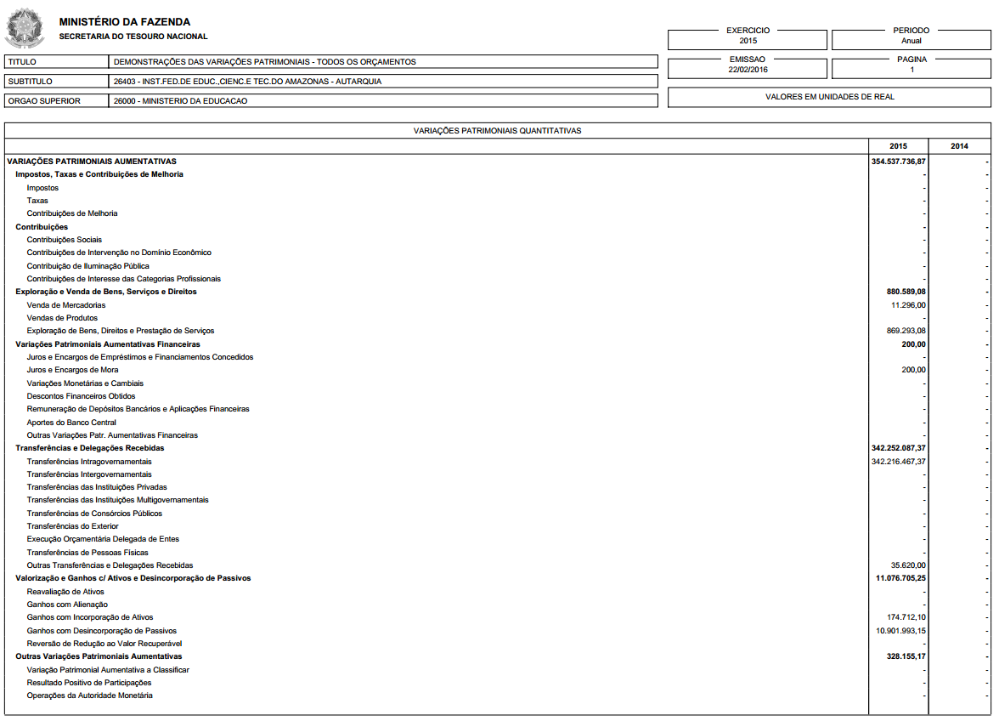 MINISTÉRIO DA FAZENDA
SECRETARIA DO TESOURO NACIONAL
EXERCICIO
2015
PERIODO
Anual
EMISSAO
22/02/2016
PAGINA
1
TITULO DEMONSTRAÇÕES DAS VARIAÇÕES PATRIMONIAIS - TODOS OS ORÇAMENTOS
SUBTITULO 26403 - INST.FED.DE EDUC.,CIENC.E TEC.DO AMAZONAS - AUTARQUIA
ORGAO SUPERIOR 26000 - MINISTERIO DA EDUCACAO
VALORES EM UNIDADES DE REAL
VARIAÇÕES PATRIMONIAIS QUANTITATIVAS
2015 2014
VARIAÇÕES PATRIMONIAIS AUMENTATIVAS 354.537.736,87 -
Impostos, Taxas e Contribuições de Melhoria - -
Impostos - -
Taxas - -
Contribuições de Melhoria - -
Contribuições - -
Contribuições Sociais - -
Contribuições de Intervenção no Domínio Econômico - -
Contribuição de Iluminação Pública - -
Contribuições de Interesse das Categorias Profissionais - -
Exploração e Venda de Bens, Serviços e Direitos 880.589,08 -
Venda de Mercadorias 11.296,00 -
Vendas de Produtos - -
Exploração de Bens, Direitos e Prestação de Serviços 869.293,08 -
Variações Patrimoniais Aumentativas Financeiras 200,00 -
Juros e Encargos de Empréstimos e Financiamentos Concedidos - -
Juros e Encargos de Mora 200,00 -
Variações Monetárias e Cambiais - -
Descontos Financeiros Obtidos - -
Remuneração de Depósitos Bancários e Aplicações Financeiras - -
Aportes do Banco Central - -
Outras Variações Patr. Aumentativas Financeiras - -
Transferências e Delegações Recebidas 342.252.087,37 -
Transferências Intragovernamentais 342.216.467,37 -
Transferências Intergovernamentais - -
Transferências das Instituições Privadas - -
Transferências das Instituições Multigovernamentais - -
Transferências de Consórcios Públicos - -
Transferências do Exterior - -
Execução Orçamentária Delegada de Entes - -
Transferências de Pessoas Físicas - -
Outras Transferências e Delegações Recebidas 35.620,00 -
Valorização e Ganhos c/ Ativos e Desincorporação de Passivos 11.076.705,25 -
Reavaliação de Ativos - -
Ganhos com Alienação - -
Ganhos com Incorporação de Ativos 174.712,10 -
Ganhos com Desincorporação de Passivos 10.901.993,15 -
Reversão de Redução ao Valor Recuperável - -
Outras Variações Patrimoniais Aumentativas 328.155,17 -
Variação Patrimonial Aumentativa a Classificar - -
Resultado Positivo de Participações - -
Operações da Autoridade Monetária - -